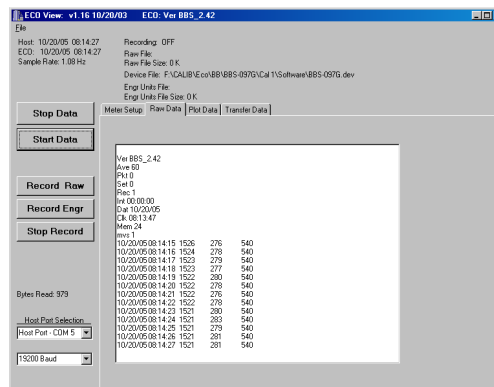 ECO View: v1.16 10/20/03 ECO: Ver BBS_2.42
File
Host: 10/20/05 08:14:27
ECO: 10/20/05 08:14:27
Sample Rate: 1.08 Hz
Recording: OFF
Raw File:
Raw File Size: 0 K
Device File: F:\CALIB\Eco\BB\BBS-097G\Cal 1\Software\BBS-097G.dev
Engr Units File:
Engr Units File Size 0 K
Meter Setup Raw Data Plot Data Transfer Data
Stop Data
Start Data
Record Raw
Record Engr
Stop Record
Bytes Read: 979
Host Port Selection
Host Port - COM 5
19200 Baud
Ver BBS_2.42
Ave 60
Pkt 0
Set 0
Rec 1
Int 00:00:00
Dat 10/20/05
Clk 08:13:47
Mem 24
mvs 1
10/20/05 08:14:15 1526 276 540
10/20/05 08:14:16 1524 278 540
10/20/05 08:14:17 1523 279 540
10/20/05 08:14:18 1523 277 540
10/20/05 08:14:19 1522 280 540
10/20/05 08:14:20 1522 278 540
10/20/05 08:14:21 1522 276 540
10/20/05 08:14:22 1522 278 540
10/20/05 08:14:23 1521 280 540
10/20/05 08:14:24 1521 283 540
10/20/05 08:14:25 1521 279 540
10/20/05 08:14:26 1521 281 540
10/20/05 08:14:27 1521 281 540